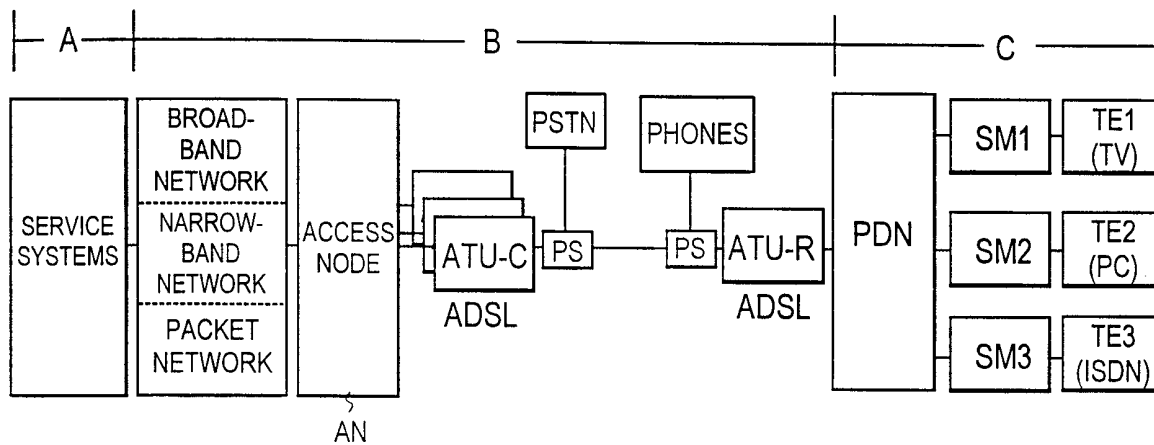 A
B
C
SERVICE
SYSTEMS
BROAD-
BAND
NETWORK
NARROW-
BAND
NETWORK
PACKET
NETWORK
ACCESS
NODE
AN
ATU-C
ADSL
PSTN
PS
PHONES
PS
ATU-R
ADSL
PDN
SM1
TE1
(TV)
SM2
TE2
(PC)
SM3
TE3
(ISDN)